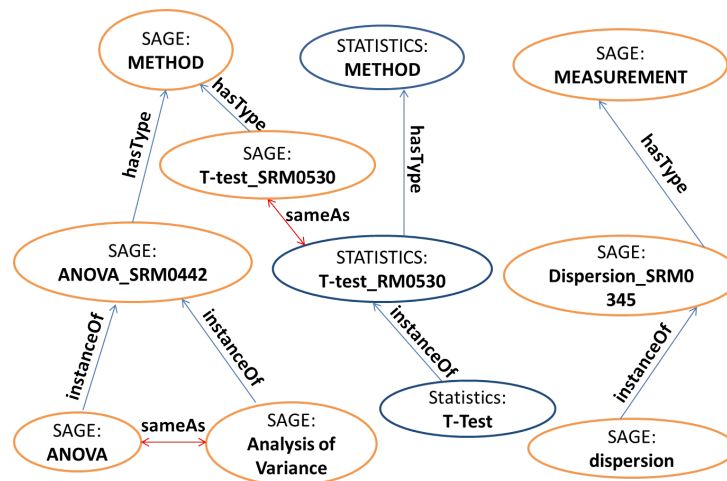 SAGE:
METHOD
STATISTICS:
METHOD
SAGE:
MEASUREMENT
hasType
hasType
hasType
hasType
SAGE:
T-test_SRM0530
sameAs
SAGE:
ANOVA_SRM0442
STATISTICS:
T-test_RM0530
SAGE:
Dispersion_SRM0
345
instanceOf
instanceOf
instanceOf
instanceOf
SAGE:
ANOVA
sameAs
SAGE:
Analysis of
Variance
Statistics:
T-Test
SAGE:
dispersion